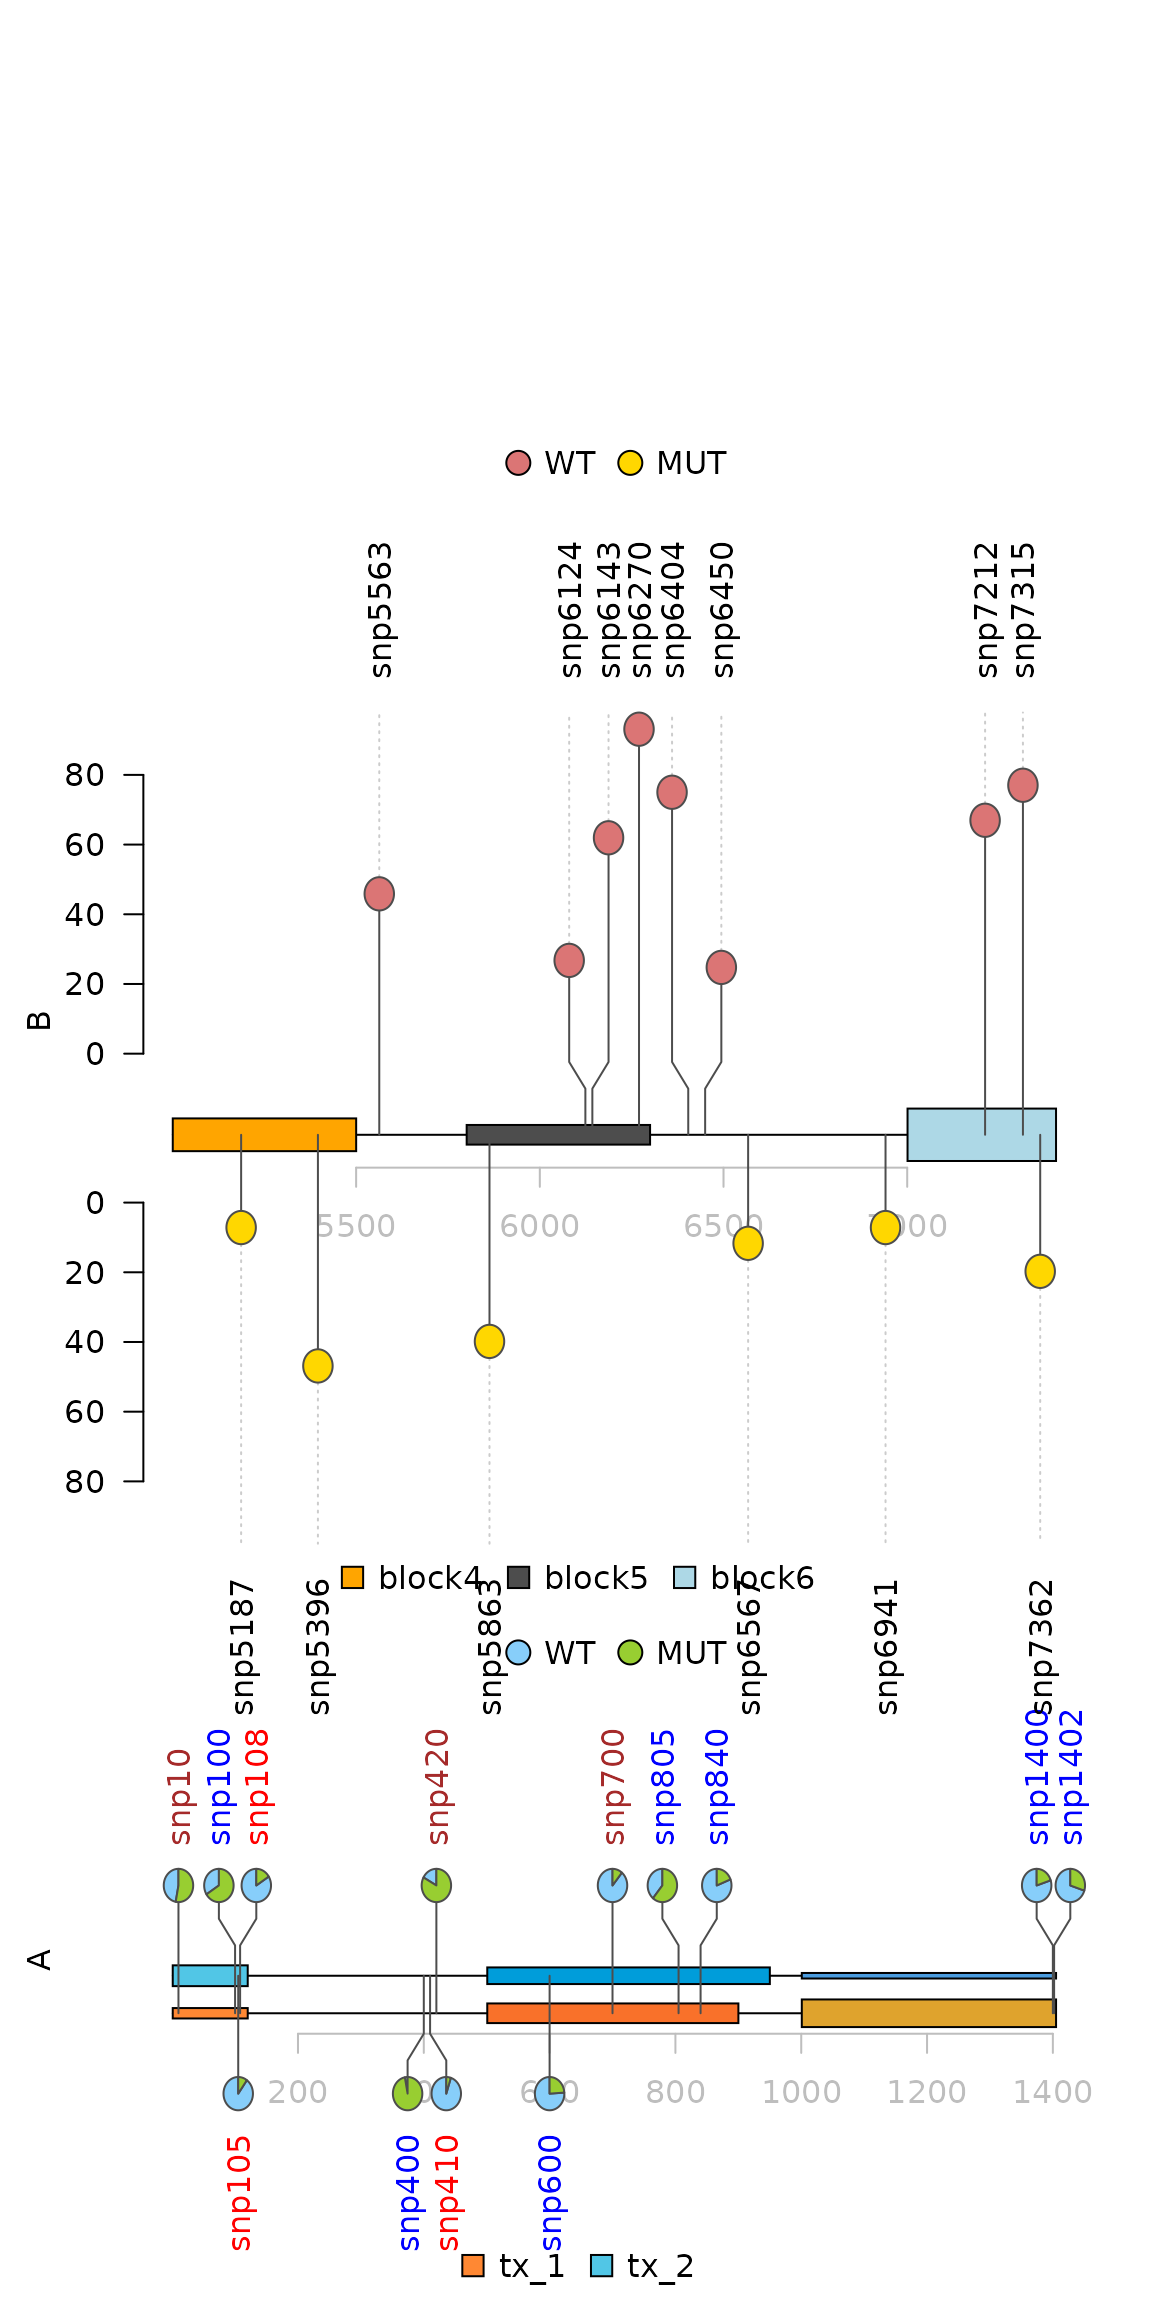 WT MUT
snp5563 snp6124 snp6143 snp6270 snp6404 snp6450 snp7212 snp7315
80
60
40
20
0
B
5500 6000 6500 7000
0
20
40
60
80
block4 block5 block6
snp5187 snp5396 snp5863 snp6567 snp6941 snp7362
WT MUT
snp10 snp100 snp108 snp420 snp700 snp805 snp840 snp1400 snp1402
A
200 800 1000 1200 1400
snp105 snp400 snp410 snp600
tx_1 tx_2